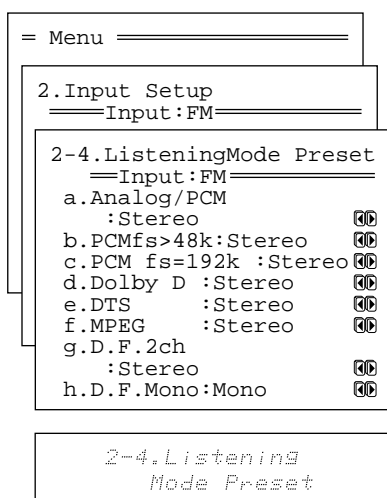 Menu
2.Input Setup
Input:FM
2-4.ListeningMode Preset
Input:FM
a.Analog/PCM
:Stereo
b.PCMfs>48k:Stereo
c.PCM fs=192k :Stereo
d.Dolby D :Stereo
e.DTS :Stereo
f.MPEG :Stereo
g.D.F.2ch
:Stereo
h.D.F.Mono:Mono
2-4.Listening
Mode Preset